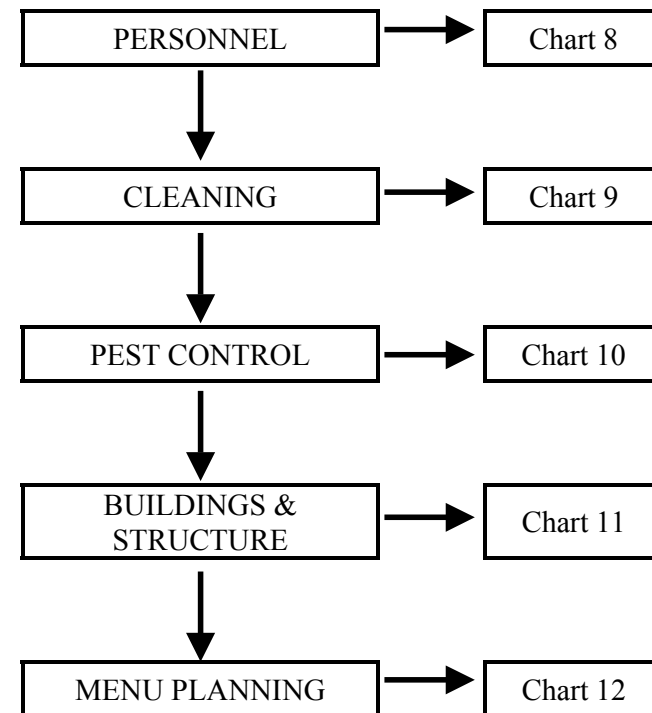 PERSONNEL
Chart 8
CLEANING
Chart 9
PEST CONTROL
Chart 10
BUILDINGS &
STRUCTURE
Chart 11
MENU PLANNING
Chart 12